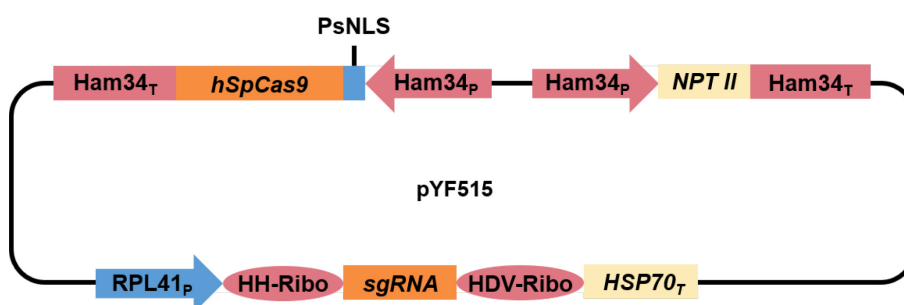 PsNLS
Ham34T hSpCas9 Ham34P Ham34P NPT II Ham34T
pYF515
RPL41P HH-Ribo sgRNA HDV-Ribo HSP70T